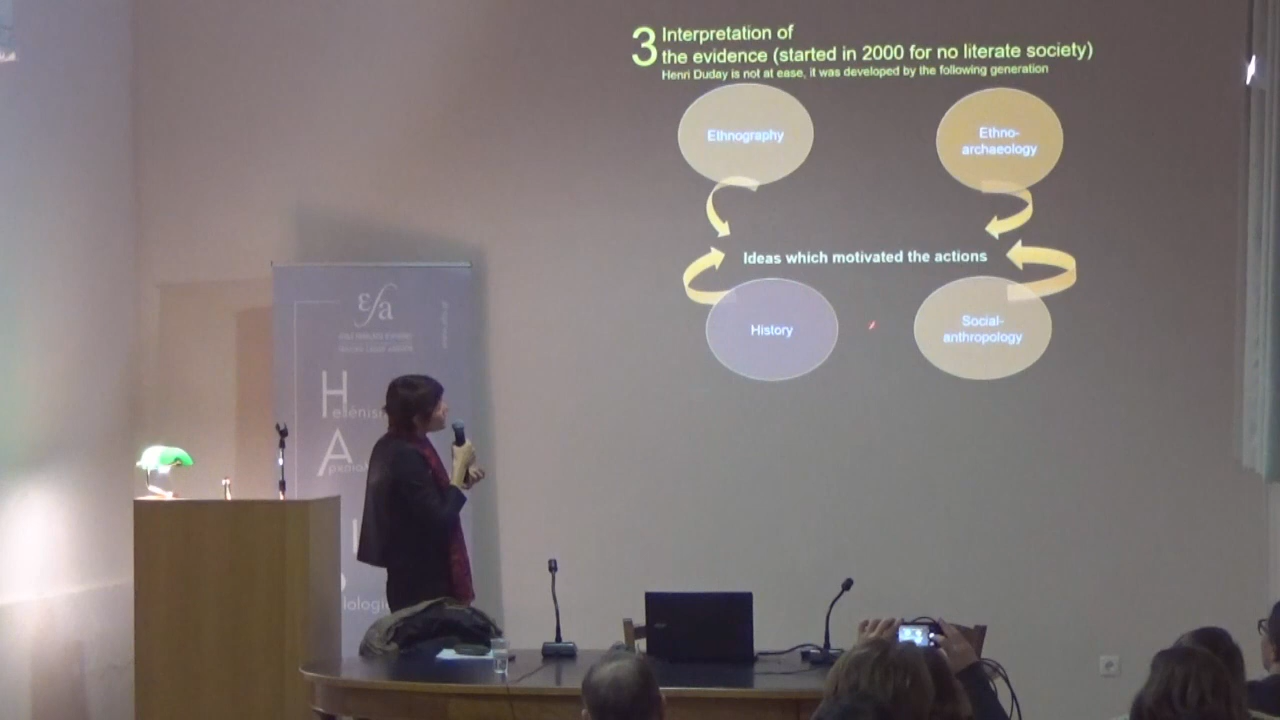 3
Interpretation of
the evidence (started in 2000 for no literate society)
Henri Duday is not at ease, it was developed by the following generation
Ethnography
Ethno-
archaeology
Ideas which motivated the actions
History
Social-
anthropology
εfa
H
A